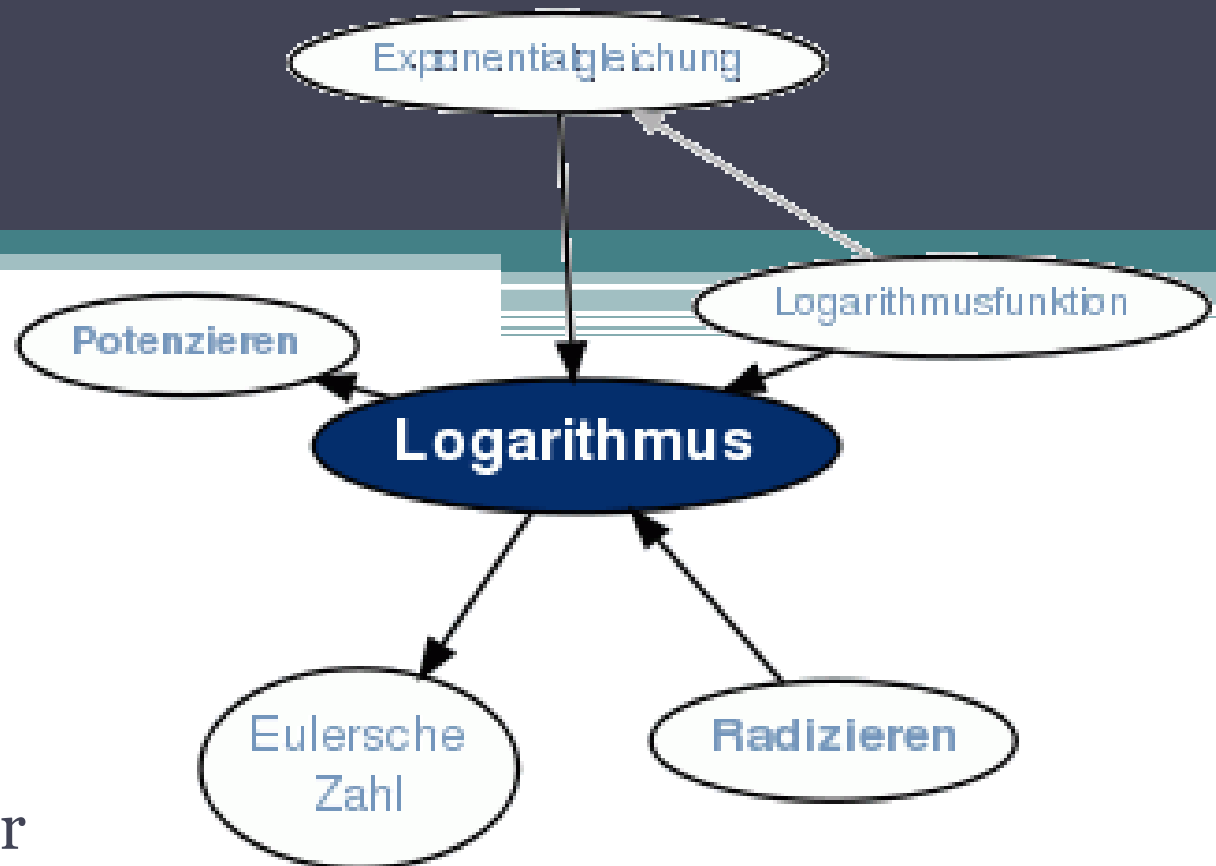 Exponentialgleichung
Logarithmusfunktion
Potenzieren
Logarithmus
Eulersche
Zahl
Radizieren
r